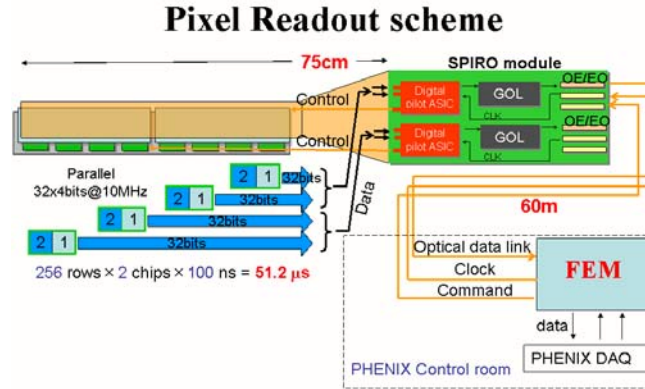 Pixel Readout scheme
75cm
SPIRO module
OE/EO
Control
Digital
pilot ASIC
GOL
CLK
OE/EO
Control
Digital
pilot ASIC
GOL
CLK
Parallel
32x4bits@10MHz
2 1 32bits
2 1 32bits
2 1 32bits
2 1 32bits
Data
60m
256 rows × 2 chips × 100 ns = 51.2 μs
Optical data link
Clock
Command
FEM
data
PHENIX DAQ
PHENIX Control room